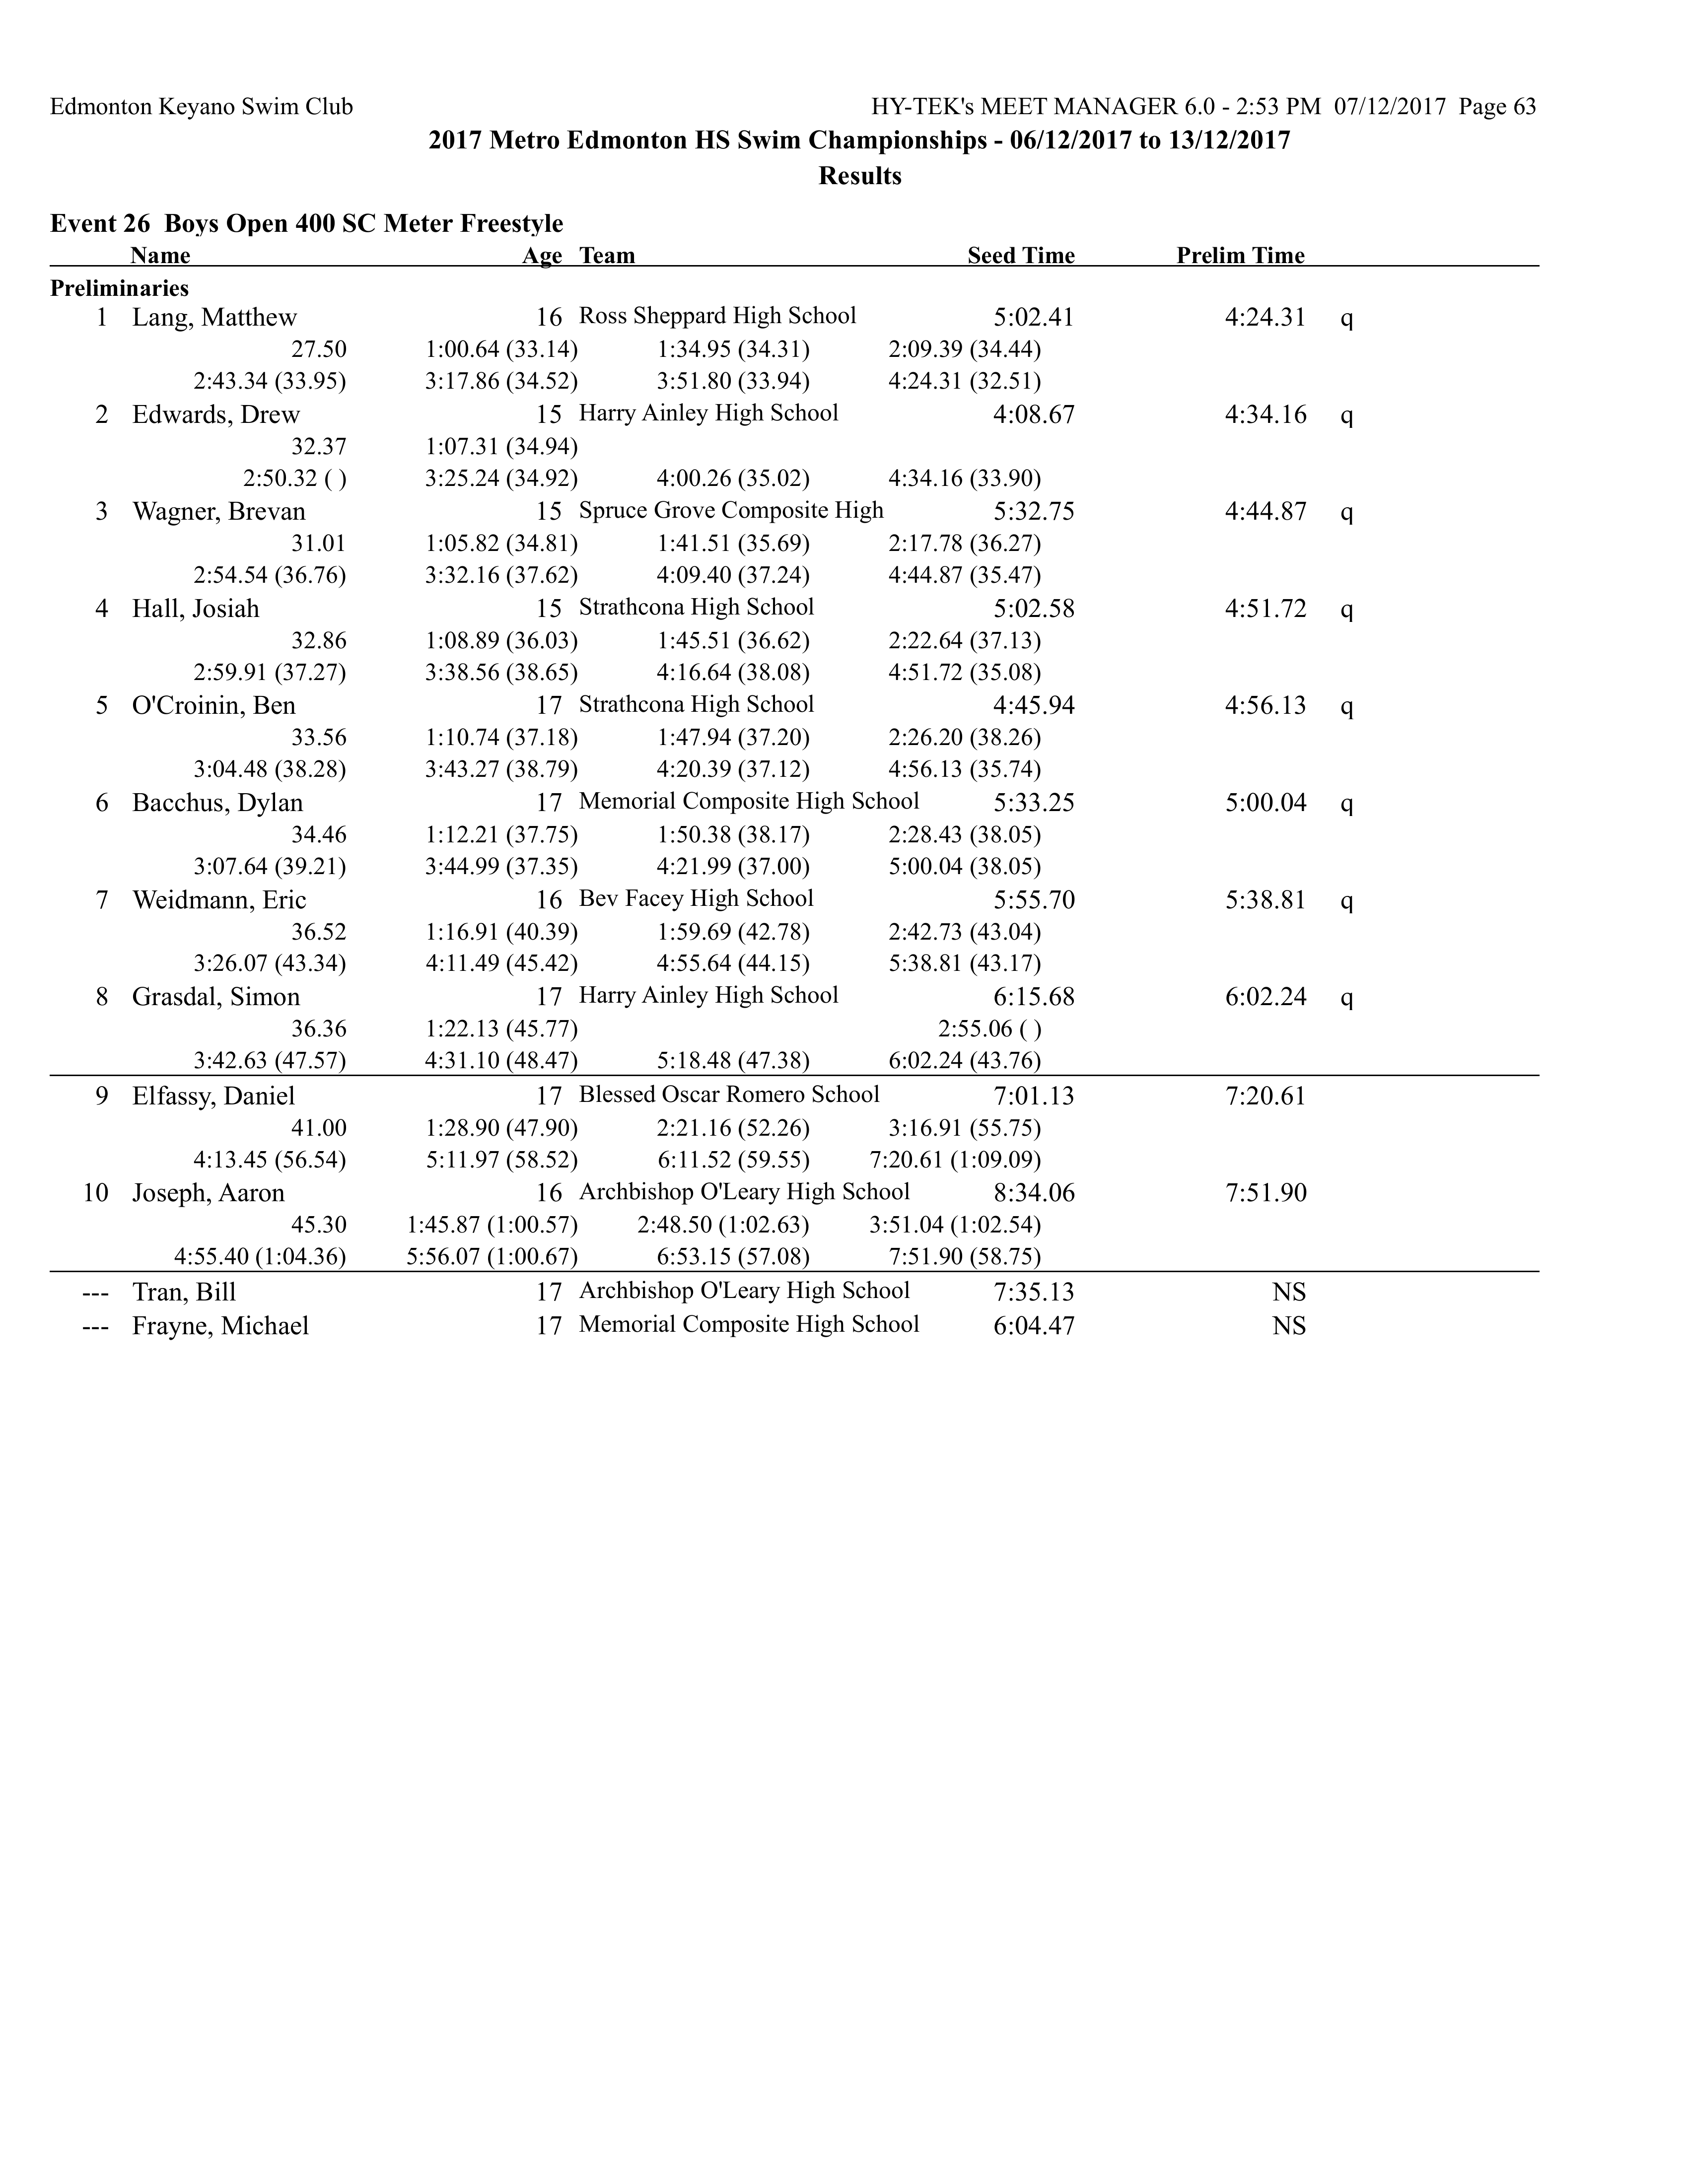 Edmonton Keyano Swim Club HY-TEK's MEET MANAGER 6.0 - 2:53 PM 07/12/2017 Page 63
2017 Metro Edmonton HS Swim Championships - 06/12/2017 to 13/12/2017
Results
Event 26 Boys Open 400 SC Meter Freestyle
Name Age Team Seed Time Prelim Time
Preliminaries
1 Lang, Matthew 16 Ross Sheppard High School 5:02.41 4:24.31 q
27.50 1:00.64 (33.14) 1:34.95 (34.31) 2:09.39 (34.44)
2:43.34 (33.95) 3:17.86 (34.52) 3:51.80 (33.94) 4:24.31 (32.51)
2 Edwards, Drew 15 Harry Ainley High School 4:08.67 4:34.16 q
32.37 1:07.31 (34.94)
2:50.32 ( ) 3:25.24 (34.92) 4:00.26 (35.02) 4:34.16 (33.90)
3 Wagner, Brevan 15 Spruce Grove Composite High 5:32.75 4:44.87 q
31.01 1:05.82 (34.81) 1:41.51 (35.69) 2:17.78 (36.27)
2:54.54 (36.76) 3:32.16 (37.62) 4:09.40 (37.24) 4:44.87 (35.47)
4 Hall, Josiah 15 Strathcona High School 5:02.58 4:51.72 q
32.86 1:08.89 (36.03) 1:45.51 (36.62) 2:22.64 (37.13)
2:59.91 (37.27) 3:38.56 (38.65) 4:16.64 (38.08) 4:51.72 (35.08)
5 O'Croinin, Ben 17 Strathcona High School 4:45.94 4:56.13 q
33.56 1:10.74 (37.18) 1:47.94 (37.20) 2:26.20 (38.26)
3:04.48 (38.28) 3:43.27 (38.79) 4:20.39 (37.12) 4:56.13 (35.74)
6 Bacchus, Dylan 17 Memorial Composite High School 5:33.25 5:00.04 q
34.46 1:12.21 (37.75) 1:50.38 (38.17) 2:28.43 (38.05)
3:07.64 (39.21) 3:44.99 (37.35) 4:21.99 (37.00) 5:00.04 (38.05)
7 Weidmann, Eric 16 Bev Facey High School 5:55.70 5:38.81 q
36.52 1:16.91 (40.39) 1:59.69 (42.78) 2:42.73 (43.04)
3:26.07 (43.34) 4:11.49 (45.42) 4:55.64 (44.15) 5:38.81 (43.17)
8 Grasdal, Simon 17 Harry Ainley High School 6:15.68 6:02.24 q
36.36 1:22.13 (45.77) 2:55.06 ( )
3:42.63 (47.57) 4:31.10 (48.47) 5:18.48 (47.38) 6:02.24 (43.76)
9 Elfassy, Daniel 17 Blessed Oscar Romero School 7:01.13 7:20.61
41.00 1:28.90 (47.90) 2:21.16 (52.26) 3:16.91 (55.75)
4:13.45 (56.54) 5:11.97 (58.52) 6:11.52 (59.55) 7:20.61 (1:09.09)
10 Joseph, Aaron 16 Archbishop O'Leary High School 8:34.06 7:51.90
45.30 1:45.87 (1:00.57) 2:48.50 (1:02.63) 3:51.04 (1:02.54)
4:55.40 (1:04.36) 5:56.07 (1:00.67) 6:53.15 (57.08) 7:51.90 (58.75)
--- Tran, Bill 17 Archbishop O'Leary High School 7:35.13 NS
--- Frayne, Michael 17 Memorial Composite High School 6:04.47 NS